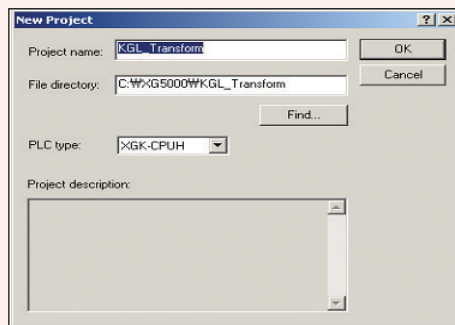 New Project
Project name: KGL_Transform
OK
File directory: C:₩XG5000₩KGL_Transform
Cancel
Find...
PLC type: XGK-CPUH
Project description: